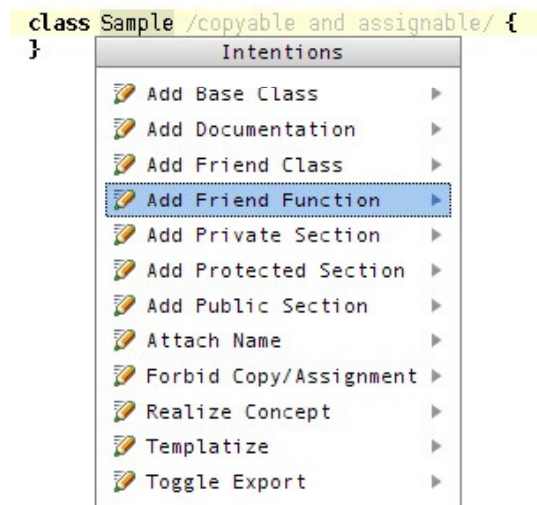 class Sample /copyable and assignable/ {
}
Intentions
Add Base Class
Add Documentation
Add Friend Class
Add Friend Function
Add Private Section
Add Protected Section
Add Public Section
Attach Name
Forbid Copy/Assignment
Realize Concept
Templatize
Toggle Export